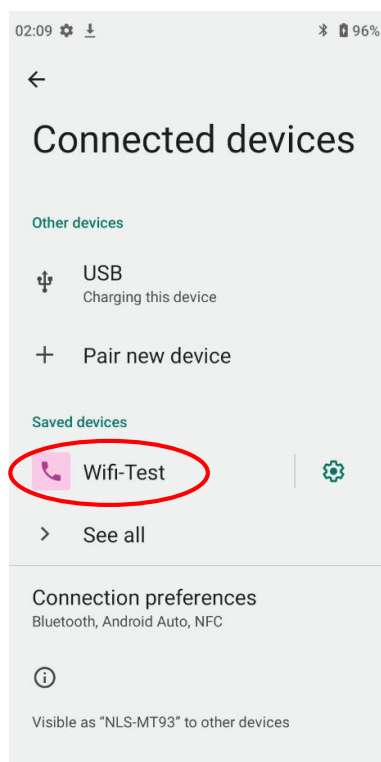 02:09 96%
Connected devices
Other devices
USB
Charging this device
Pair new device
Saved devices
Wifi-Test
See all
Connection preferences
Bluetooth, Android Auto, NFC
Visible as “NLS-MT93” to other devices